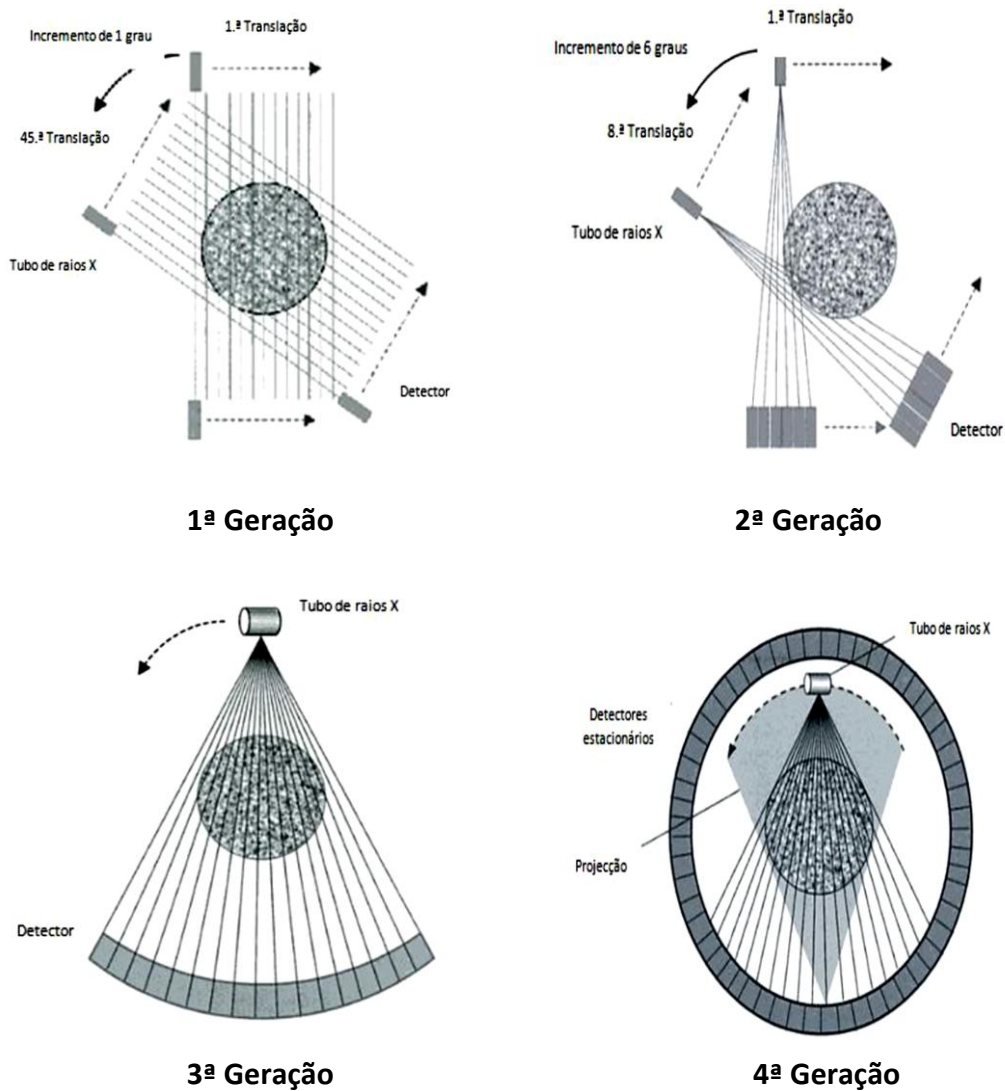 1.ª Translação
Incremento de 1 grau
45.ª Translação
Tubo de raios X
Detector
1ª Geração
1.ª Translação
Incremento de 6 graus
8.ª Translação
Tubo de raios X
Detector
2ª Geração
Tubo de raios X
Detector
3ª Geração
Tubo de raios X
Detectores
estacionários
Projecção
4ª Geração